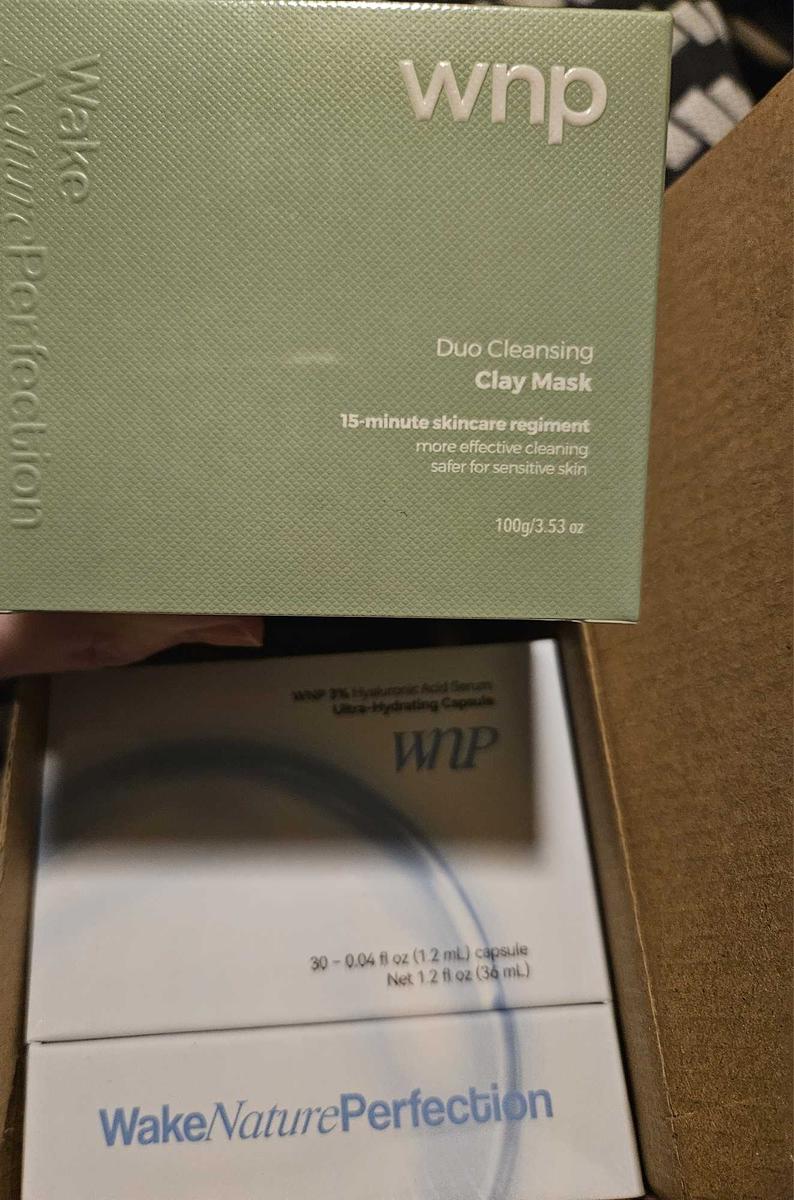 wnp
Wake
Nature
Perfection
Duo Cleansing
Clay Mask
15-minute skincare regiment
more effective cleaning
safer for sensitive skin
100g/3.53 oz
WNP 3% Hyaluronic Acid Serum
Ultra-Hydrating Capsule
WNP
30 – 0.04 fl oz (1.2 mL) capsule
Net 1.2 fl oz (36 mL)
WakeNaturePerfection